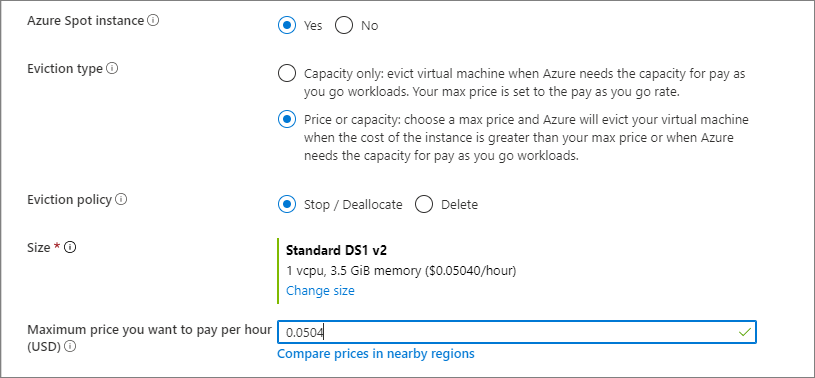 Azure Spot instance
Yes No
Eviction type
Capacity only: evict virtual machine when Azure needs the capacity for pay as
you go workloads. Your max price is set to the pay as you go rate.
Price or capacity: choose a max price and Azure will evict your virtual machine
when the cost of the instance is greater than your max price or when Azure
needs the capacity for pay as you go workloads.
Eviction policy
Stop / Deallocate Delete
Size *
Standard DS1 v2
1 vcpu, 3.5 GiB memory ($0.05040/hour)
Change size
Maximum price you want to pay per hour
(USD)
0.0504
Compare prices in nearby regions